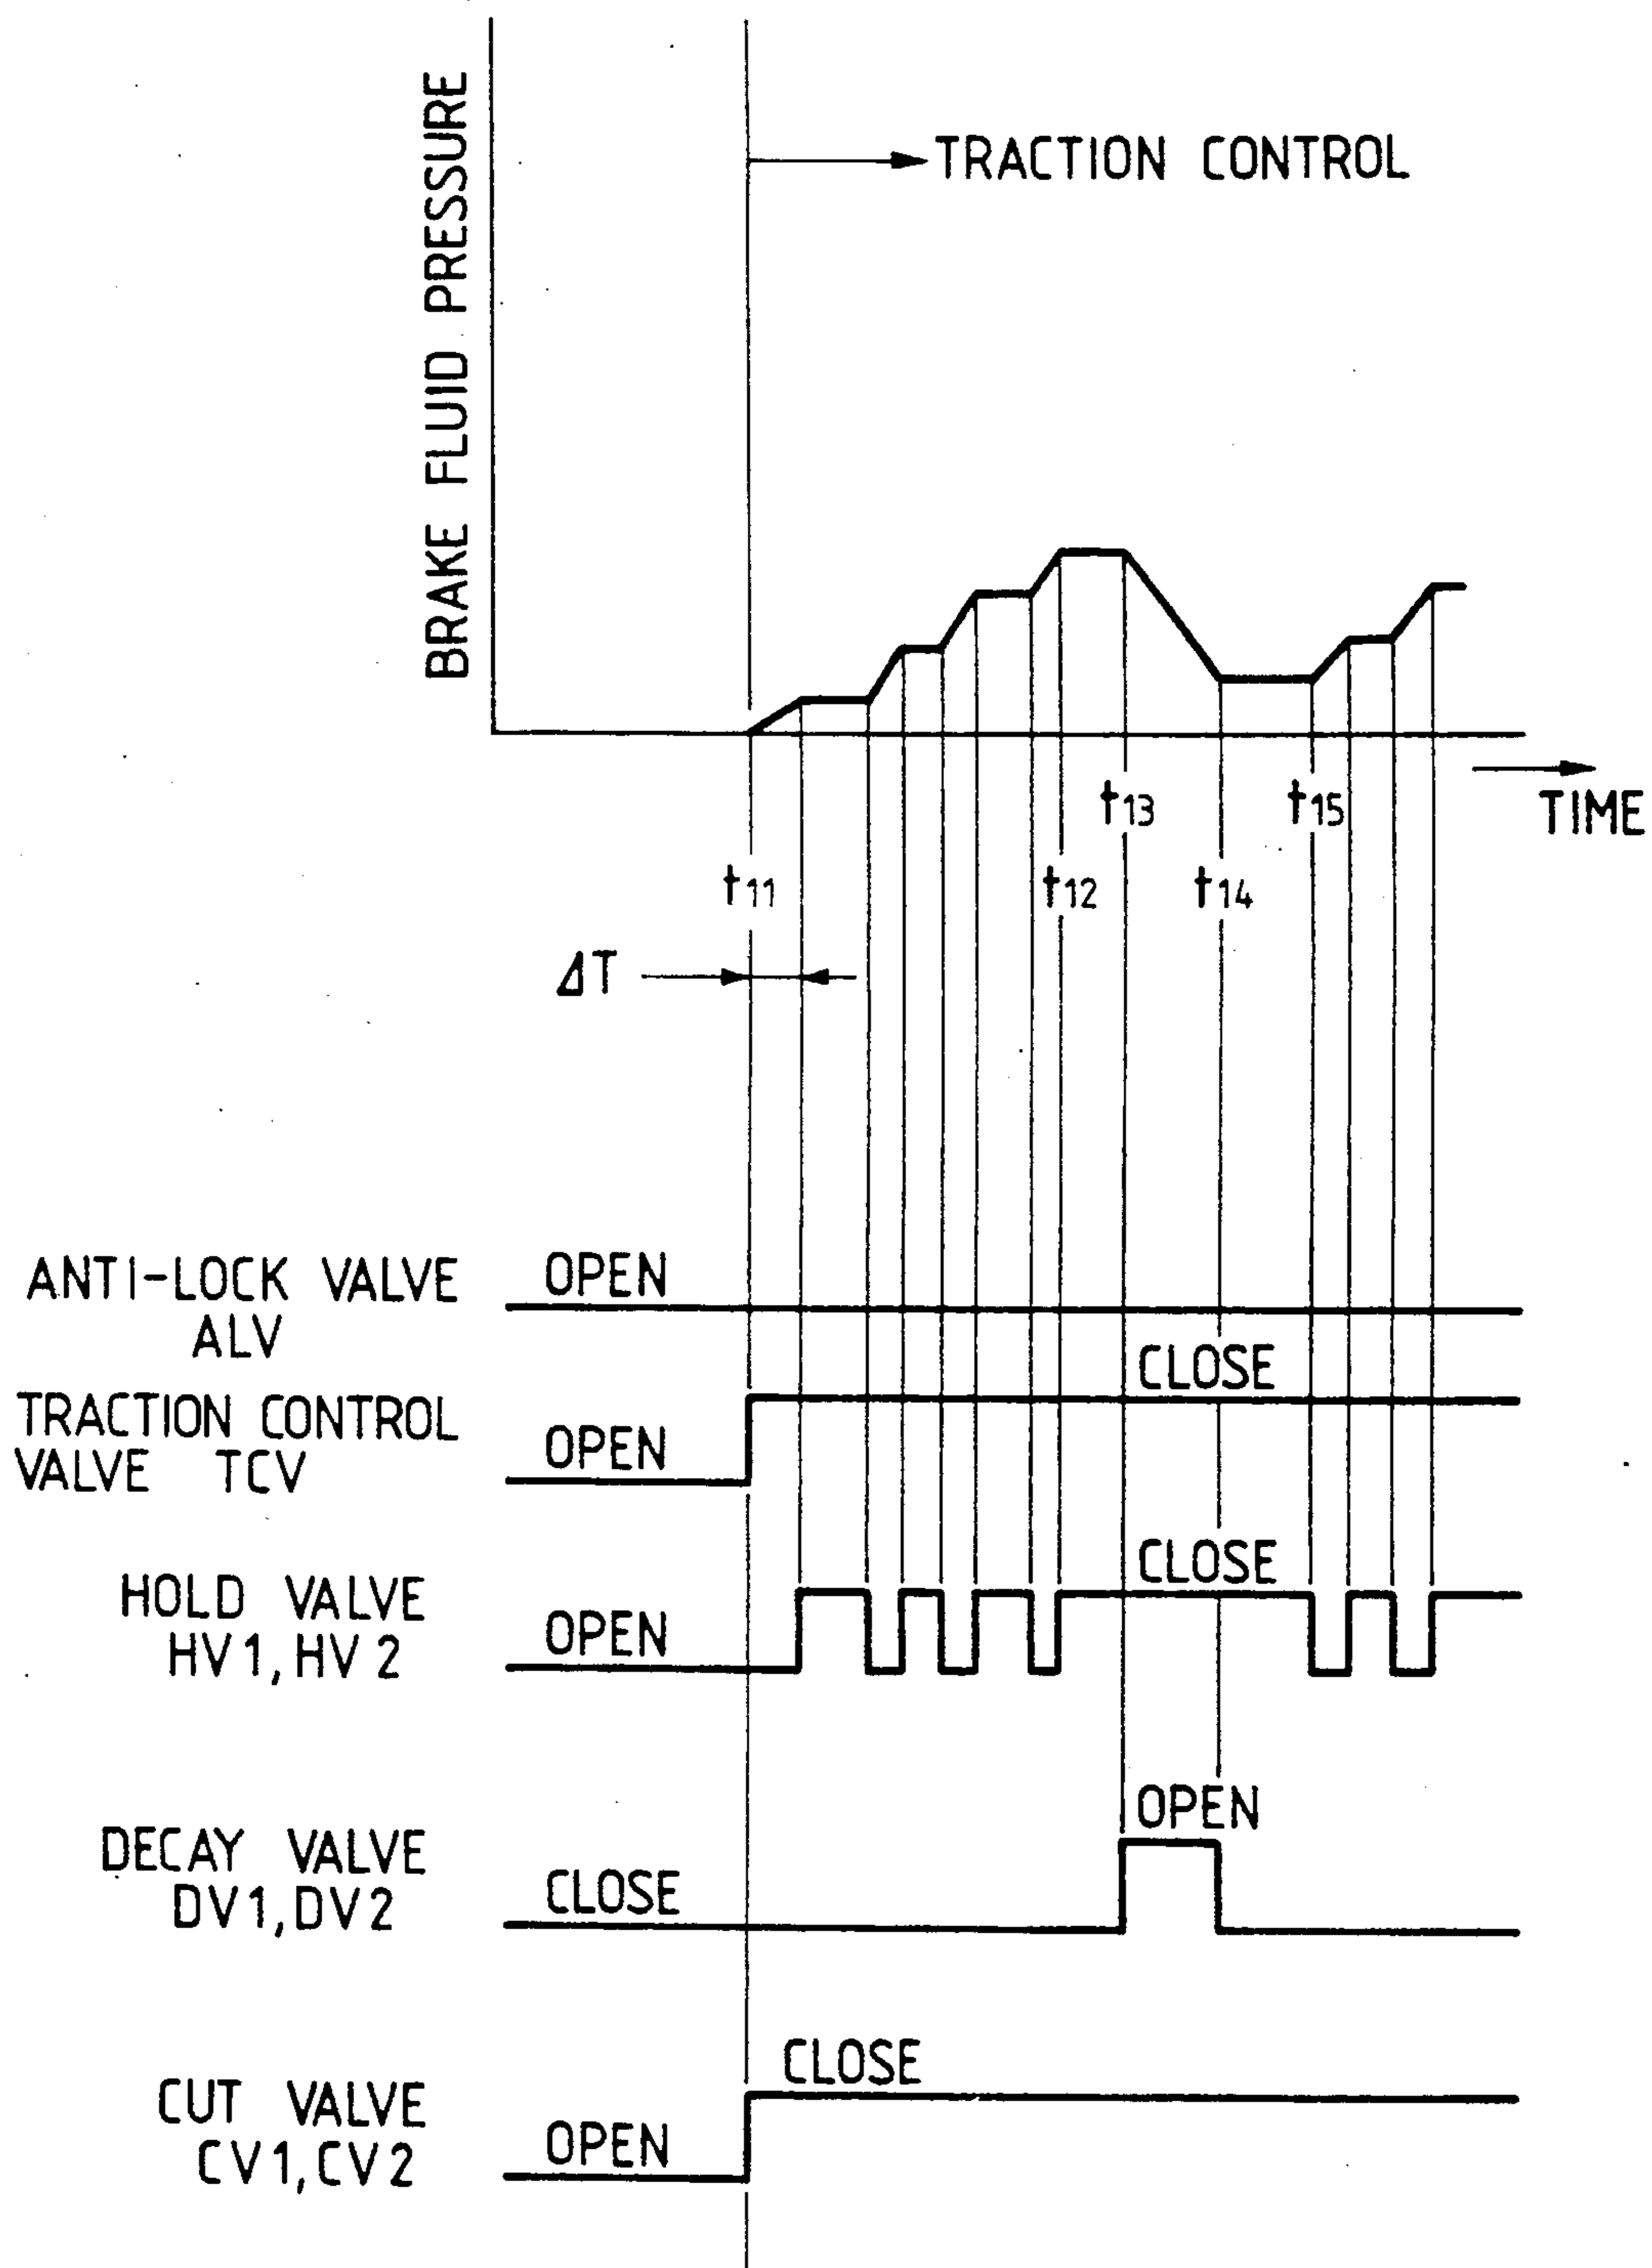 BRAKE FLUID PRESSURE
TRACTION CONTROL
TIME
t13
t15
t11
t12
t14
ΔT
ANTI-LOCK VALVE
ALV
OPEN
CLOSE
TRACTION CONTROL
VALVE TCV
OPEN
CLOSE
HOLD VALVE
HV1, HV2
OPEN
OPEN
DECAY VALVE
DV1, DV2
CLOSE
CLOSE
CUT VALVE
CV1, CV2
OPEN